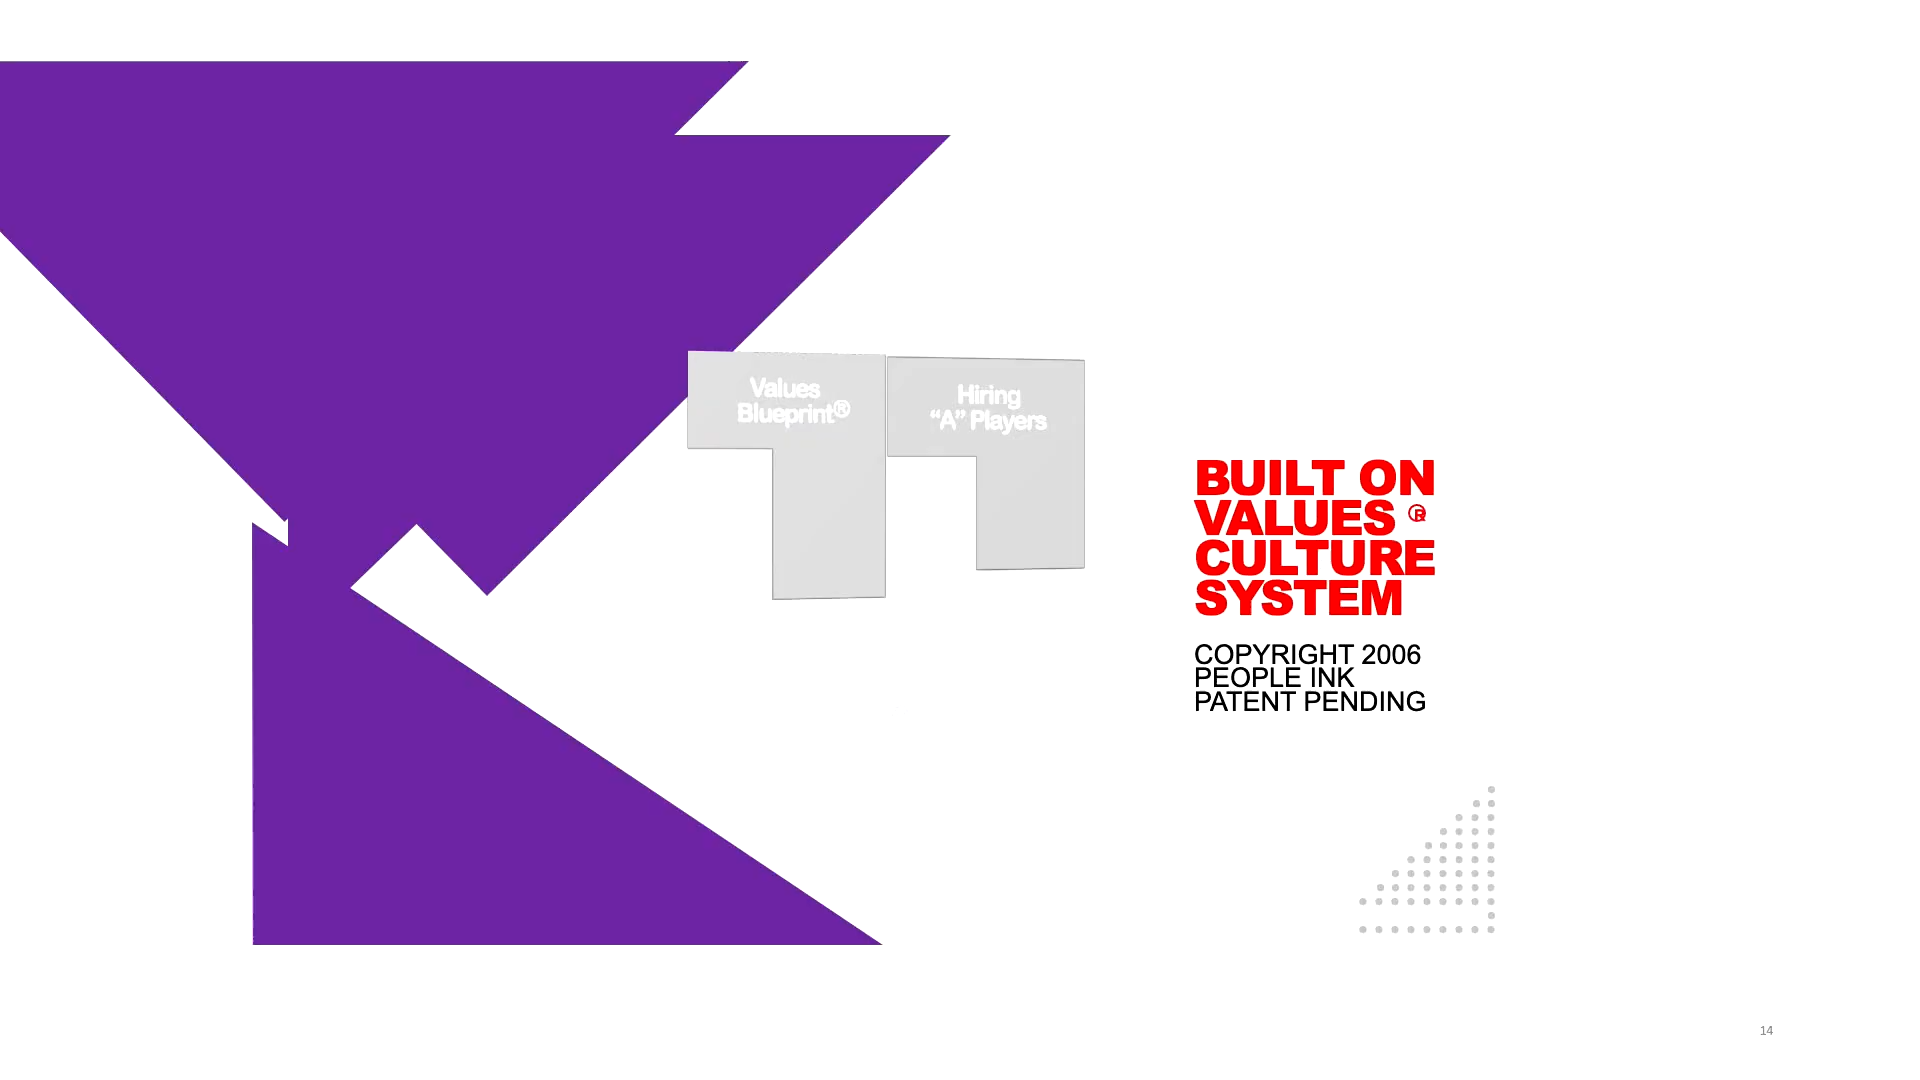 Values
Blueprint®
Hiring
“A” Players
BUILT ON
VALUES ®
CULTURE
SYSTEM
COPYRIGHT 2006
PEOPLE INK
PATENT PENDING
14